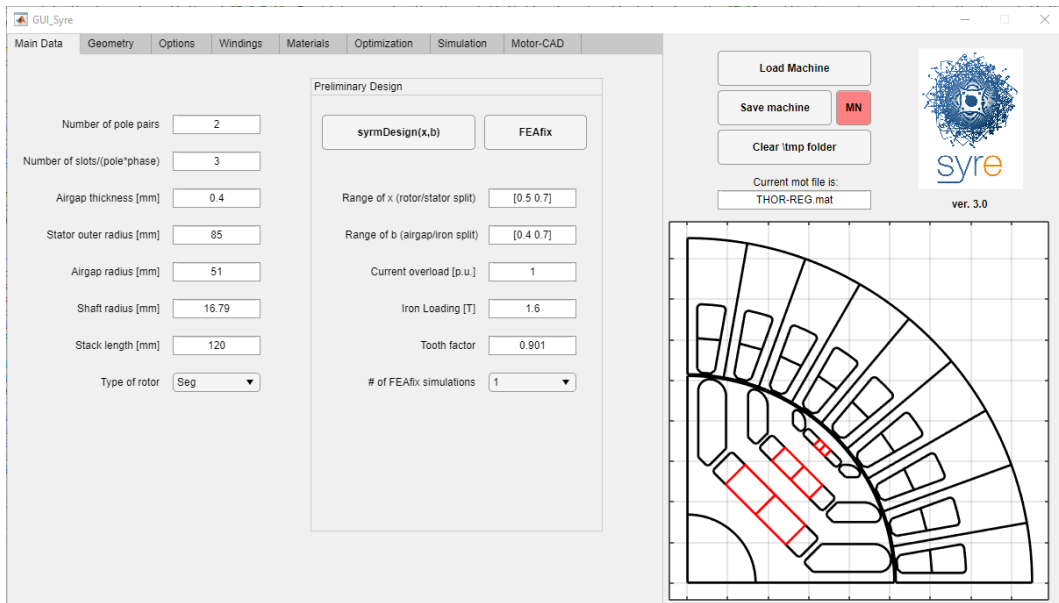 GUI_Syre
Main Data Geometry Options Windings Materials Optimization Simulation Motor-CAD
Number of pole pairs 2
Number of slots/(pole*phase) 3
Airgap thickness [mm] 0.4
Stator outer radius [mm] 85
Airgap radius [mm] 51
Shaft radius [mm] 16.79
Stack length [mm] 120
Type of rotor Seg
Preliminary Design
syrmDesign(x,b) FEAfix
Range of x (rotor/stator split) [0.5 0.7]
Range of b (airgap/iron split) [0.4 0.7]
Current overload [p.u.] 1
Iron Loading [T] 1.6
Tooth factor 0.901
# of FEAfix simulations 1
Load Machine
Save machine MN
Clear \tmp folder
Current mot file is:
THOR-REG.mat
syre
ver. 3.0